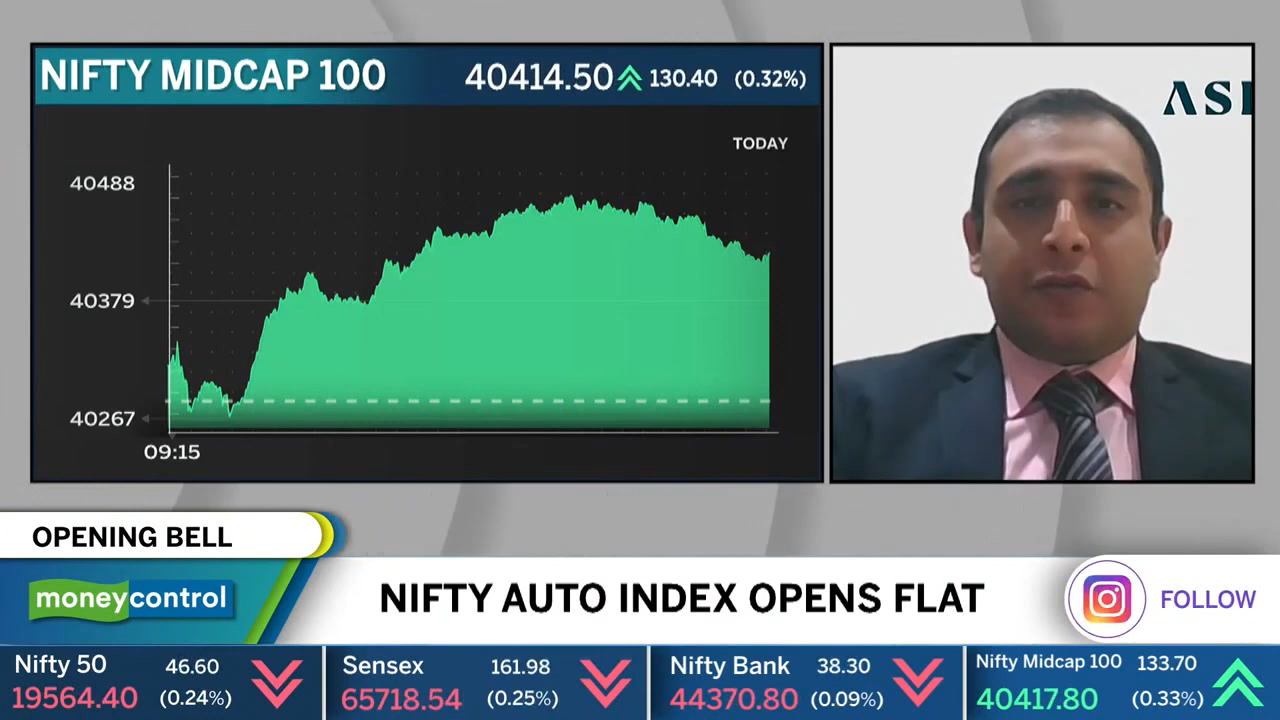 NIFTY MIDCAP 100
40414.50 130.40 (0.32%)
TODAY
40488
40379
40267
09:15
ASI
OPENING BELL
moneycontrol
NIFTY AUTO INDEX OPENS FLAT
FOLLOW
Nifty 50 46.60
19564.40 (0.24%)
Sensex 161.98
65718.54 (0.25%)
Nifty Bank 38.30
44370.80 (0.09%)
Nifty Midcap 100 133.70
40417.80 (0.33%)